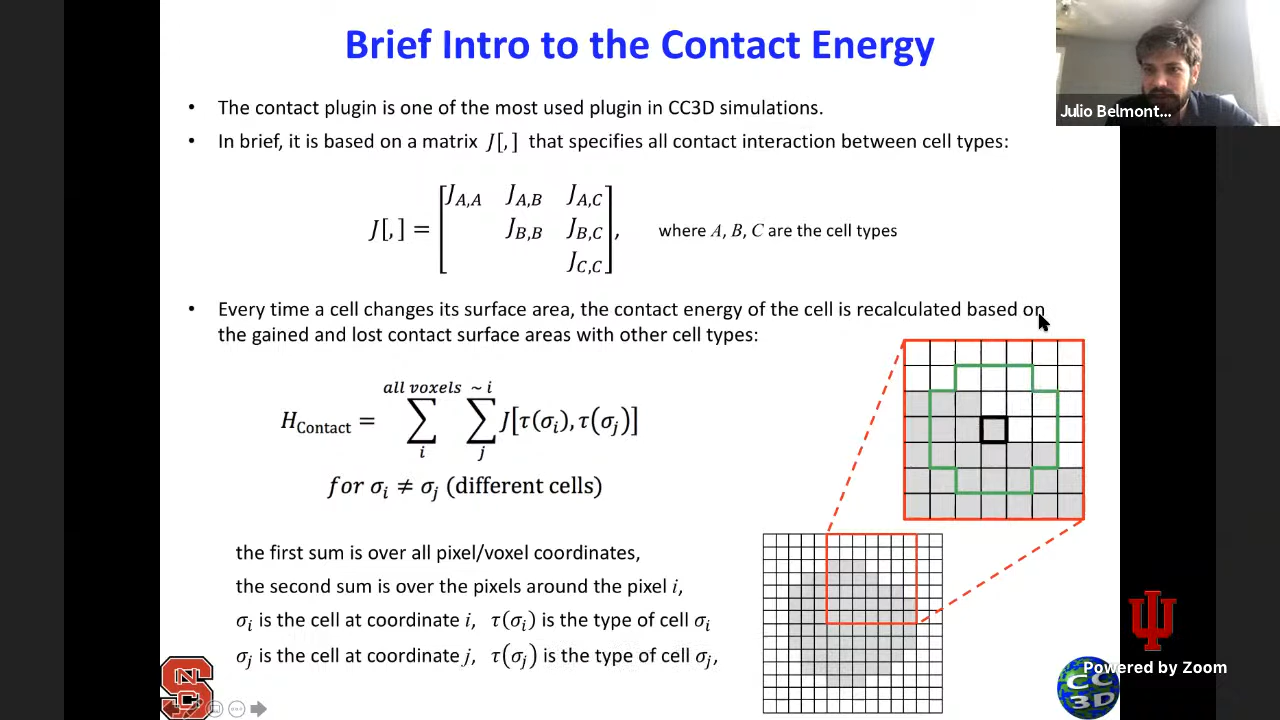 Brief Intro to the Contact Energy
Julio Belmont...
• The contact plugin is one of the most used plugin in CC3D simulations.
• In brief, it is based on a matrix J[,] that specifies all contact interaction between cell types:
J[,] = [J_{A,A} J_{A,B} J_{A,C}
J_{B,B} J_{B,C}
J_{C,C}], where A, B, C are the cell types
• Every time a cell changes its surface area, the contact energy of the cell is recalculated based on
the gained and lost contact surface areas with other cell types:
all voxels ~ i
H_{Contact} = ∑_i ∑_j J[τ(σ_i), τ(σ_j)]
for σ_i ≠ σ_j (different cells)
the first sum is over all pixel/voxel coordinates,
the second sum is over the pixels around the pixel i,
σ_i is the cell at coordinate i, τ(σ_i) is the type of cell σ_i
σ_j is the cell at coordinate j, τ(σ_j) is the type of cell σ_j,
S
Powered by Zoom
CC
3D